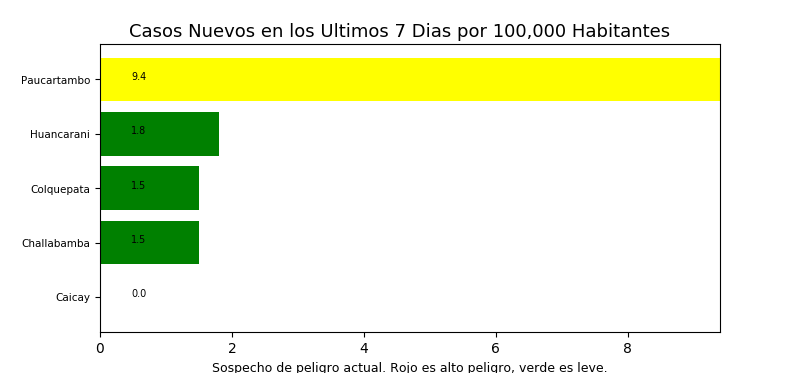 Casos Nuevos en los Ultimos 7 Dias por 100,000 Habitantes
Paucartambo 9.4
Huancarani 1.8
Colquepata 1.5
Challabamba 1.5
Caicay 0.0
0 2 4 6 8
Sospecho de peligro actual. Rojo es alto peligro, verde es leve.